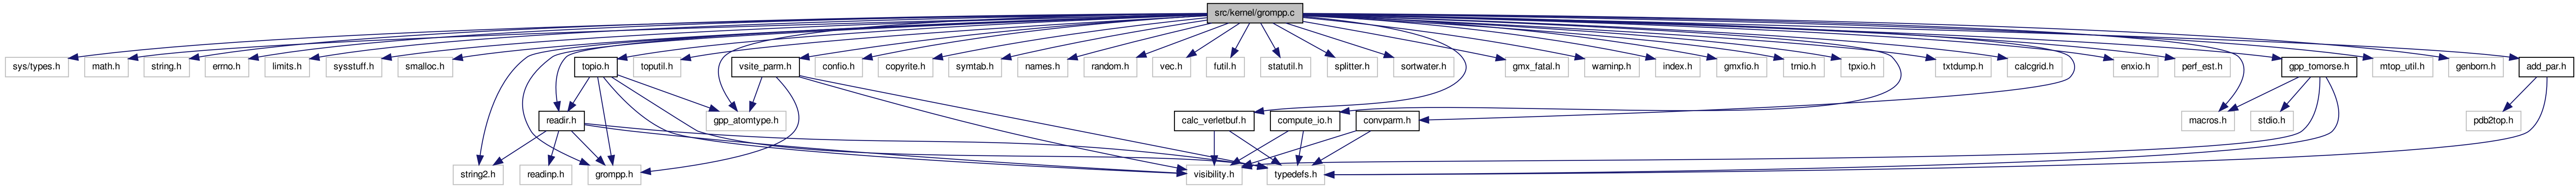 src/kernel/grompp.c
sys/types.h
math.h
string.h
errno.h
limits.h
sysstuff.h
smalloc.h
topio.h
toputil.h
vsite_parm.h
config.h
copyrite.h
symtab.h
names.h
random.h
vec.h
futil.h
statutil.h
splitter.h
sortwater.h
gmx_fatal.h
warninp.h
index.h
gmxfio.h
trnio.h
tpxio.h
txtdump.h
calcgrid.h
enxio.h
perf_est.h
gpp_tomorse.h
mtop_util.h
genborn.h
add_par.h
readir.h
gpp_atomtype.h
calc_verletbuf.h
compute_io.h
convparm.h
macros.h
stdio.h
pdb2top.h
string2.h
readinp.h
grompp.h
visibility.h
typedefs.h